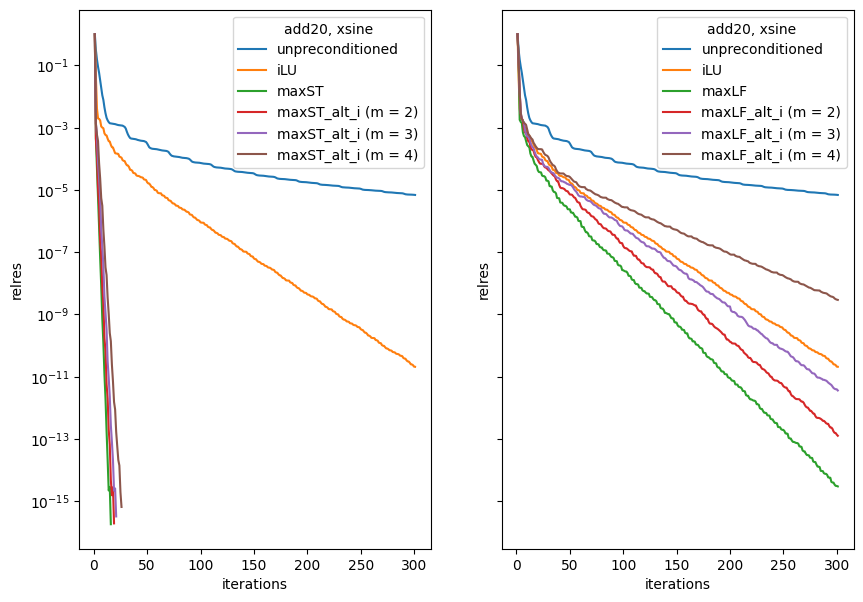 add20, xsine
unpreconditioned
iLU
maxST
maxST_alt_i (m = 2)
maxST_alt_i (m = 3)
maxST_alt_i (m = 4)
relres
10⁻¹
10⁻³
10⁻⁵
10⁻⁷
10⁻⁹
10⁻¹¹
10⁻¹³
10⁻¹⁵
0 50 100 150 200 250 300
iterations
add20, xsine
unpreconditioned
iLU
maxLF
maxLF_alt_i (m = 2)
maxLF_alt_i (m = 3)
maxLF_alt_i (m = 4)
relres
0 50 100 150 200 250 300
iterations